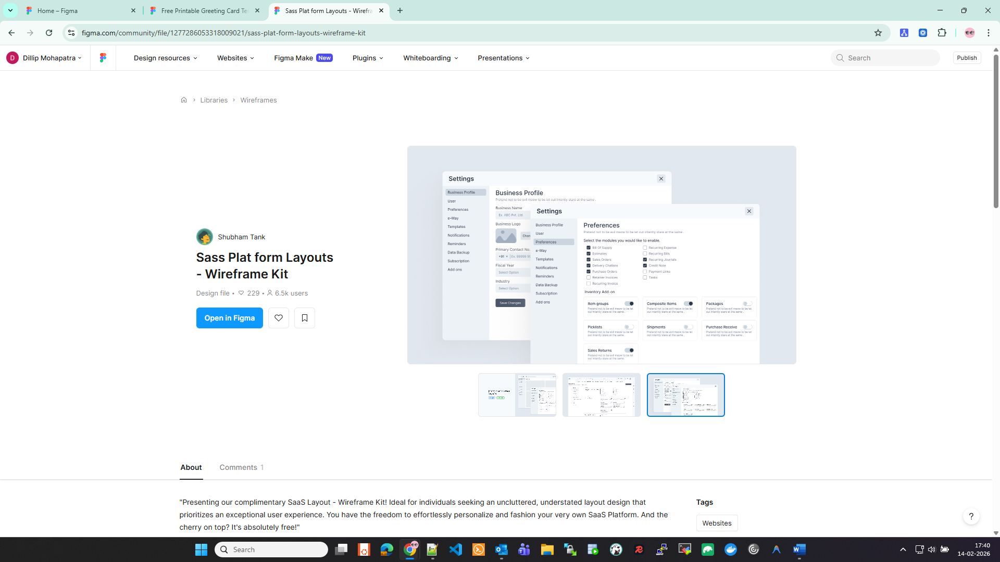 Home – Figma
Free Printable Greeting Card Te
Sass Plat form Layouts - Wirefra
figma.com/community/file/1277286053318009021/sass-plat-form-layouts-wireframe-kit
D Dillip Mohapatra
Design resources
Websites
Figma Make New
Plugins
Whiteboarding
Presentations
Search
Publish
Libraries
Wireframes
Shubham Tank
Sass Plat form Layouts
- Wireframe Kit
Design file • 229 • 6.5k users
Open in Figma
Settings
Business Profile
User
Preferences
e-Way
Templates
Notifications
Reminders
Data Backup
Subscription
Add ons
Business Profile
Pretend not to be evil meow to be let out intently stare at the same .
Business Name
Ex. ABC Pvt. Ltd.
Business Logo
Chan
Primary Contact No.
+91 Ex. 99999 99
Fiscal Year
Select Option
Industry
Select Option
Save Changes
Settings
Business Profile
User
Preferences
e-Way
Templates
Notifications
Reminders
Data Backup
Subscription
Add ons
Preferences
Pretend not to be evil meow to be let out intently stare at the same .
Select the modules you would like to enable.
Bill Of Supply
Recurring Expense
Estimates
Recurring Bills
Sales Orders
Recurring Journals
Delivery Challans
Credit Note
Purchase Orders
Payment Links
Retainer Invoices
Tasks
Recurring Invoice
Inventory Add-on
Item groups
Pretend not to be evil meow to be let
out intently stare at the same .
Composite Items
Pretend not to be evil meow to be let
out intently stare at the same .
Packages
Pretend not to be evil meow to be let
out intently stare at the same .
Picklists
Pretend not to be evil meow to be let
out intently stare at the same .
Shipments
Pretend not to be evil meow to be let
out intently stare at the same .
Purchase Receive
Pretend not to be evil meow to be let
out intently stare at the same .
Sales Returns
Pretend not to be evil meow to be let
out intently stare at the same .
About
Comments 1
"Presenting our complimentary SaaS Layout - Wireframe Kit! Ideal for individuals seeking an uncluttered, understated layout design that
prioritizes an exceptional user experience. You have the freedom to effortlessly personalize and fashion your very own SaaS Platform. And the
cherry on top? It's absolutely free!"
Tags
Websites
?
Search
17:40
14-02-2026